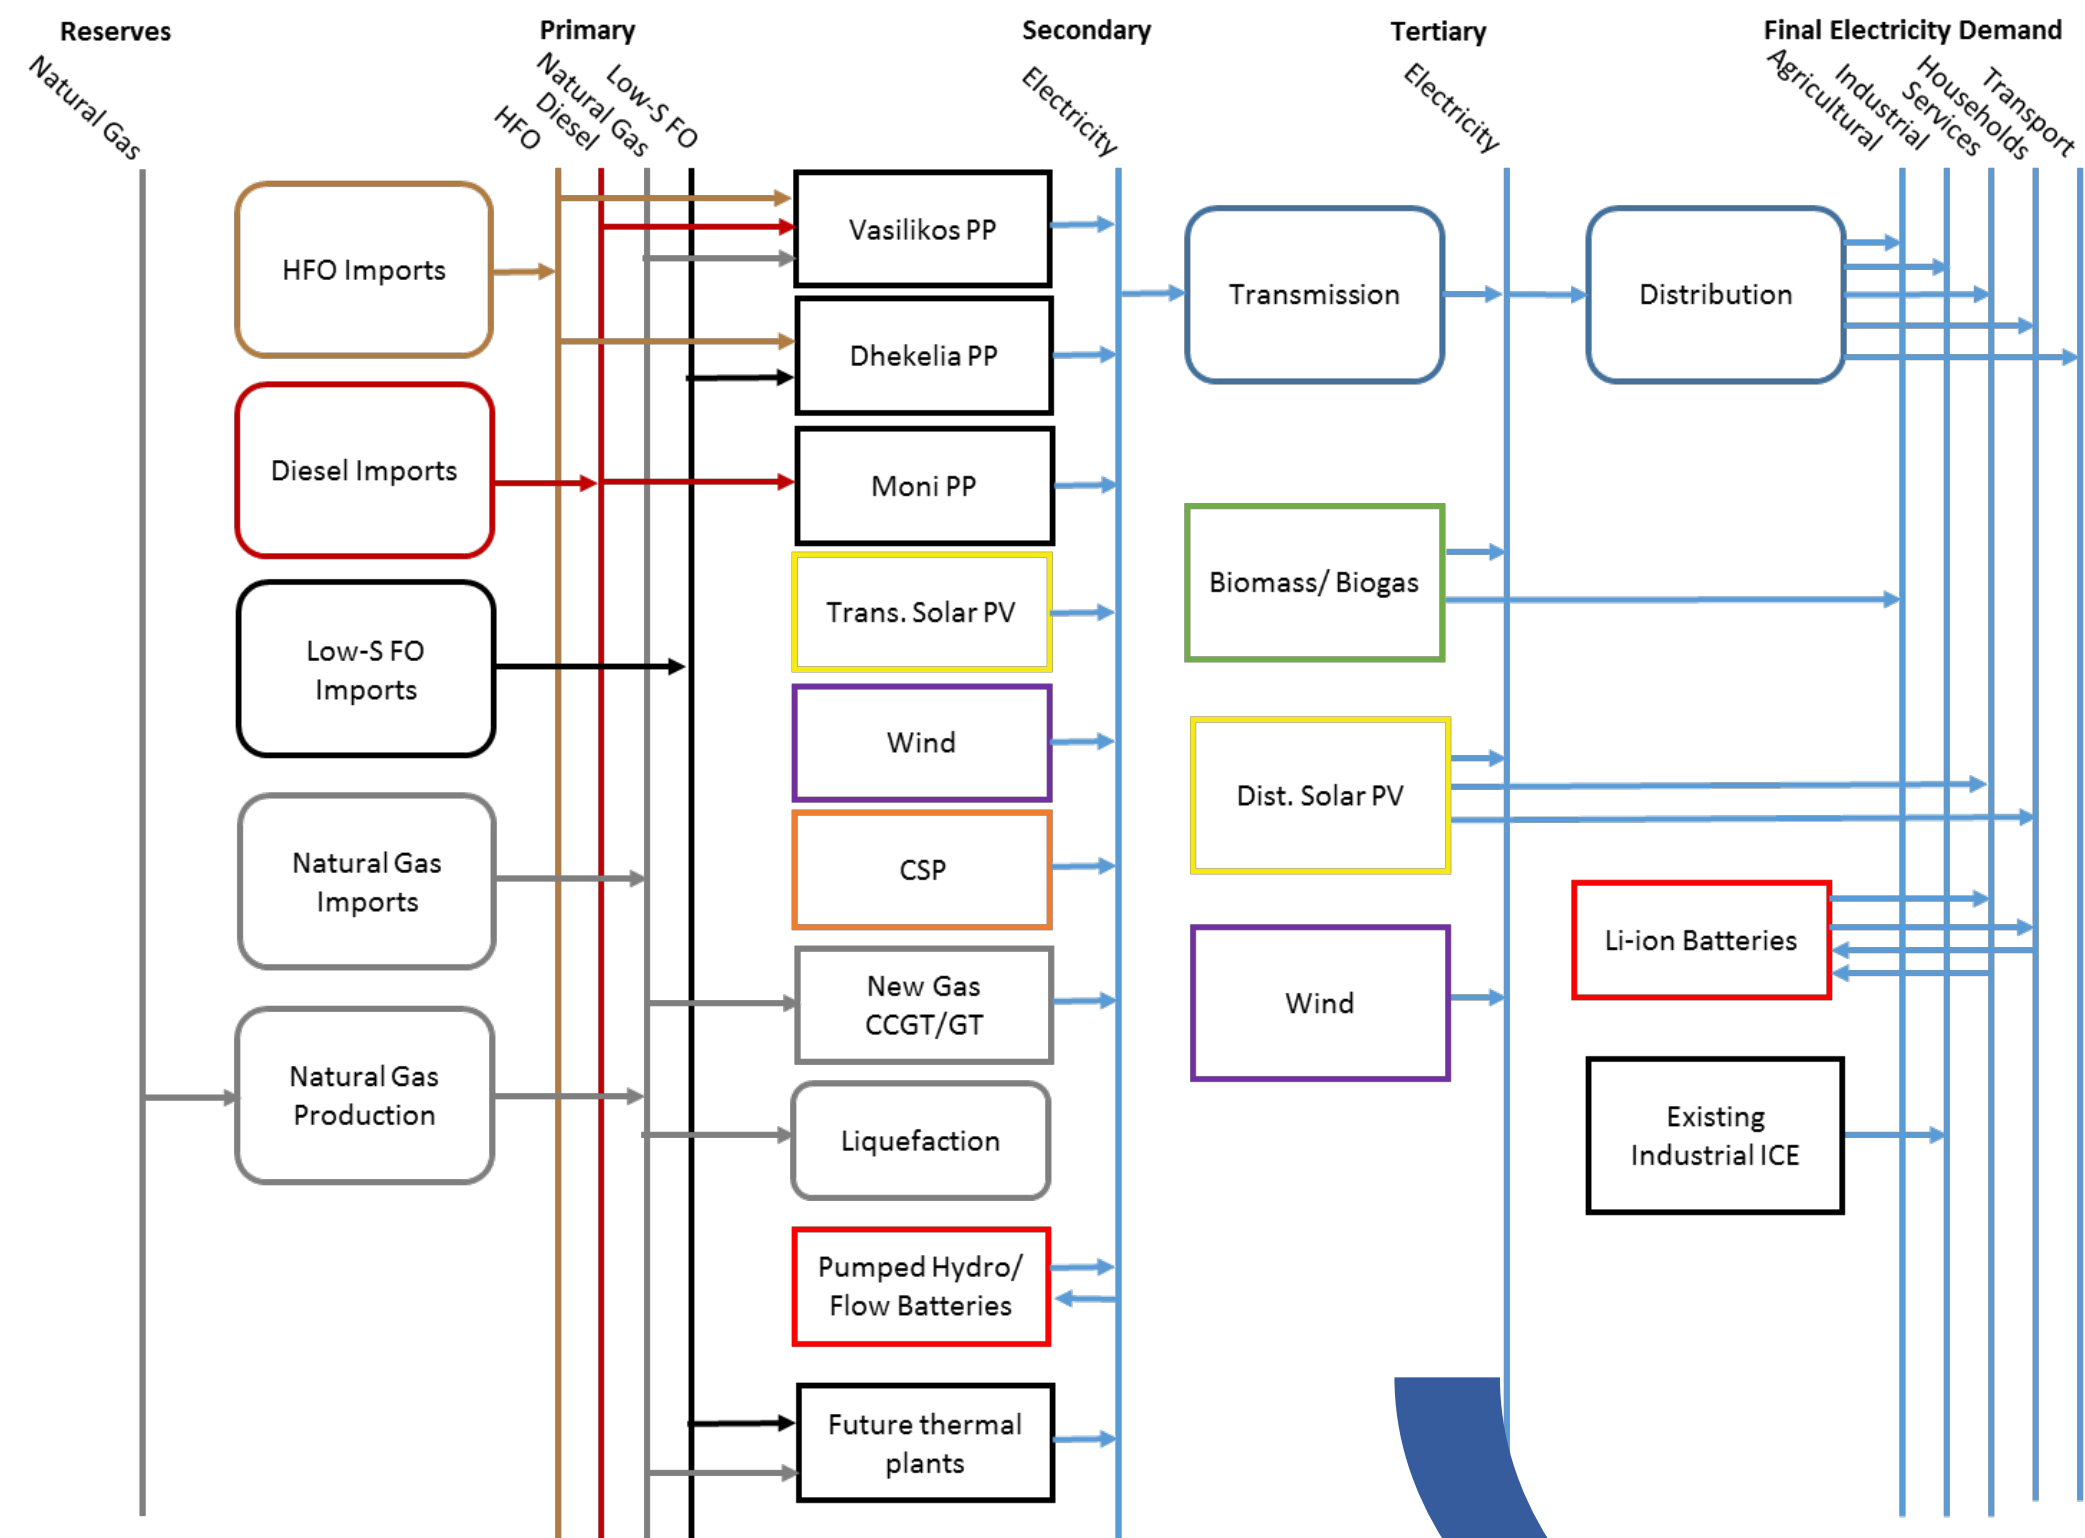 Reserves
Primary
Secondary
Tertiary
Final Electricity Demand
Natural Gas
HFO
Diesel
Natural Gas
Low-S FO
Electricity
Electricity
Agricultural
Industrial
Services
Households
Transport
HFO Imports
Diesel Imports
Low-S FO
Imports
Natural Gas
Imports
Natural Gas
Production
Vasilikos PP
Dhekelia PP
Moni PP
Trans. Solar PV
Wind
CSP
New Gas
CCGT/GT
Liquefaction
Pumped Hydro/
Flow Batteries
Future thermal
plants
Transmission
Biomass/ Biogas
Dist. Solar PV
Wind
Distribution
Li-ion Batteries
Existing
Industrial ICE